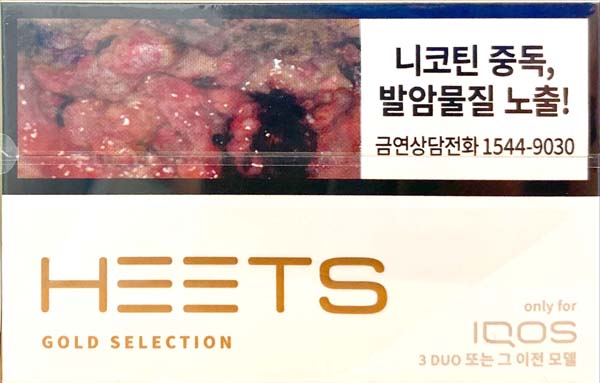 니코틴 중독,
발암물질 노출!
금연상담전화 1544-9030
HEETS
GOLD SELECTION
only for
IQOS
3 DUO 또는 그 이전 모델